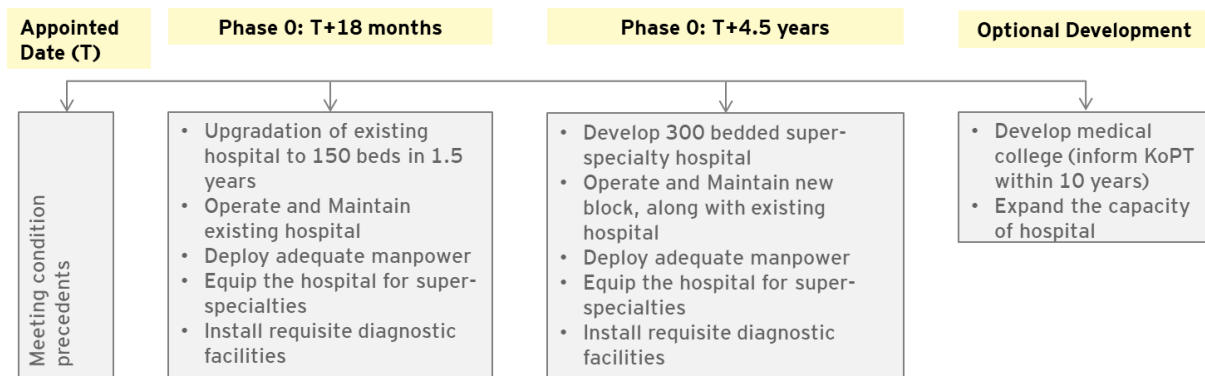 Appointed
Date (T)
Phase 0: T+18 months
Phase 0: T+4.5 years
Optional Development
Meeting condition
precedents
• Upgradation of existing
hospital to 150 beds in 1.5
years
• Operate and Maintain
existing hospital
• Deploy adequate manpower
• Equip the hospital for super-
specialties
• Install requisite diagnostic
facilities
• Develop 300 bedded super-
specialty hospital
• Operate and Maintain new
block, along with existing
hospital
• Deploy adequate manpower
• Equip the hospital for super-
specialties
• Install requisite diagnostic
facilities
• Develop medical
college (inform KoPT
within 10 years)
• Expand the capacity
of hospital